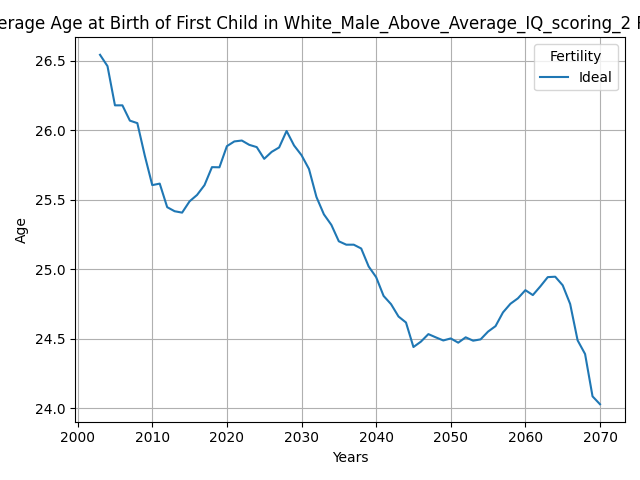 Average Age at Birth of First Child in White_Male_Above_Average_IQ_scoring_2
26.5
26.0
25.5
25.0
24.5
24.0
Age
Fertility
Ideal
2000 2010 2020 2030 2040 2050 2060 2070
Years